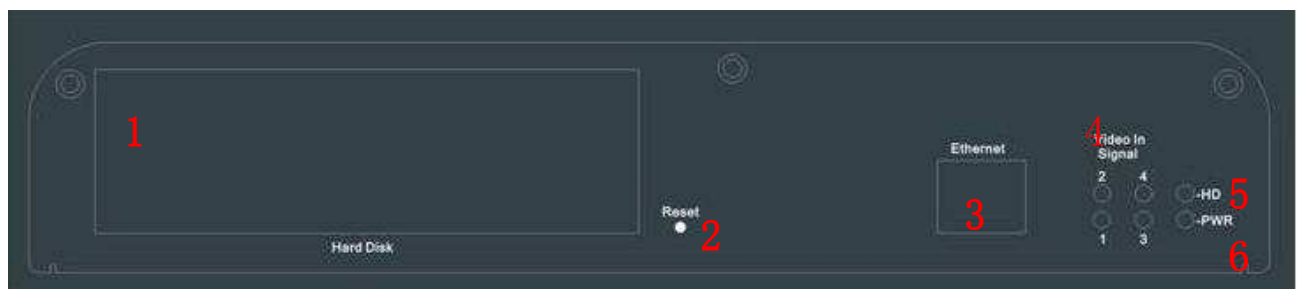 1
Hard Disk
Reset
2
Ethernet
3
4
Video In
Signal
2 4
1 3
-HD
5
-PWR
6